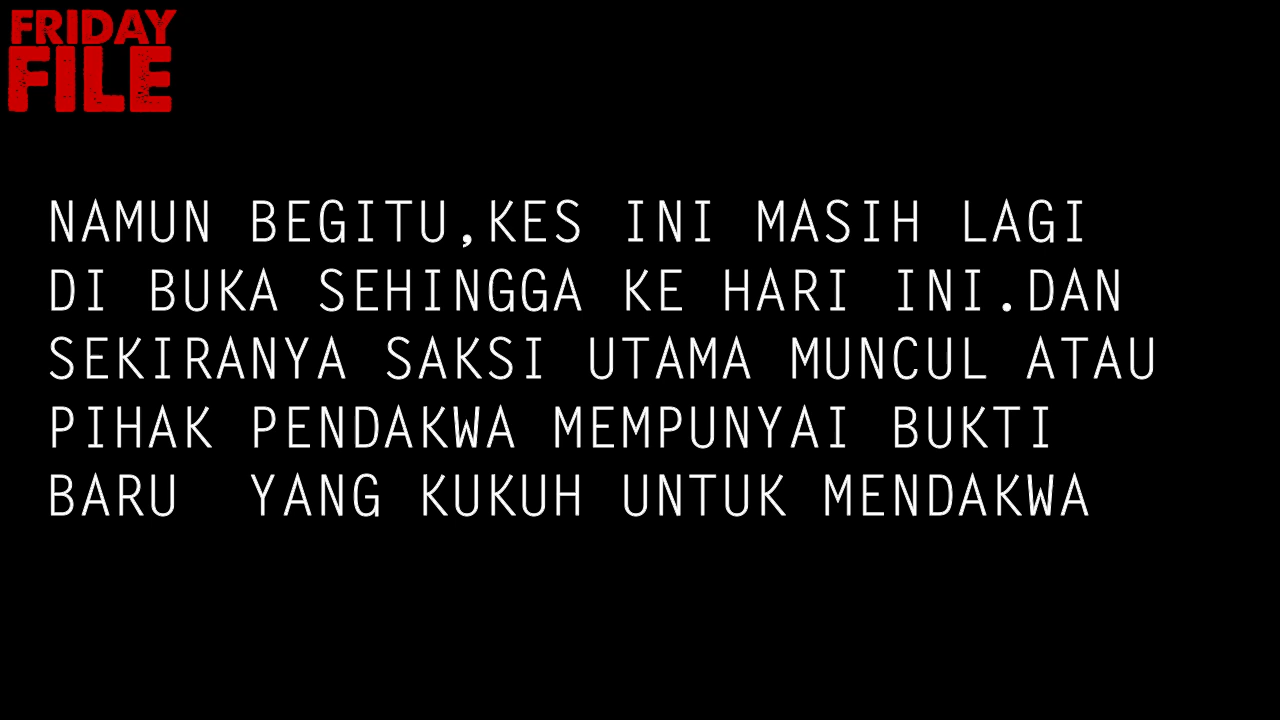 FRIDAY
FILE
NAMUN BEGITU,KES INI MASIH LAGI
DI BUKA SEHINGGA KE HARI INI.DAN
SEKIRANYA SAKSI UTAMA MUNCUL ATAU
PIHAK PENDAKWA MEMPUNYAI BUKTI
BARU  YANG KUKUH UNTUK MENDAKWA